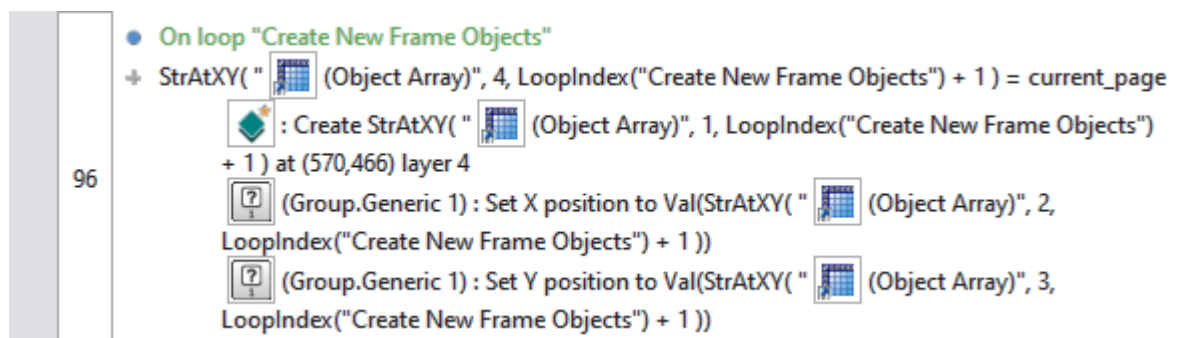 On loop "Create New Frame Objects"
StrAtXY( " (Object Array)", 4, LoopIndex("Create New Frame Objects") + 1 ) = current_page
: Create StrAtXY( " (Object Array)", 1, LoopIndex("Create New Frame Objects")
+ 1 ) at (570,466) layer 4
96
(Group.Generic 1) : Set X position to Val(StrAtXY( " (Object Array)", 2,
LoopIndex("Create New Frame Objects") + 1 ))
(Group.Generic 1) : Set Y position to Val(StrAtXY( " (Object Array)", 3,
LoopIndex("Create New Frame Objects") + 1 ))